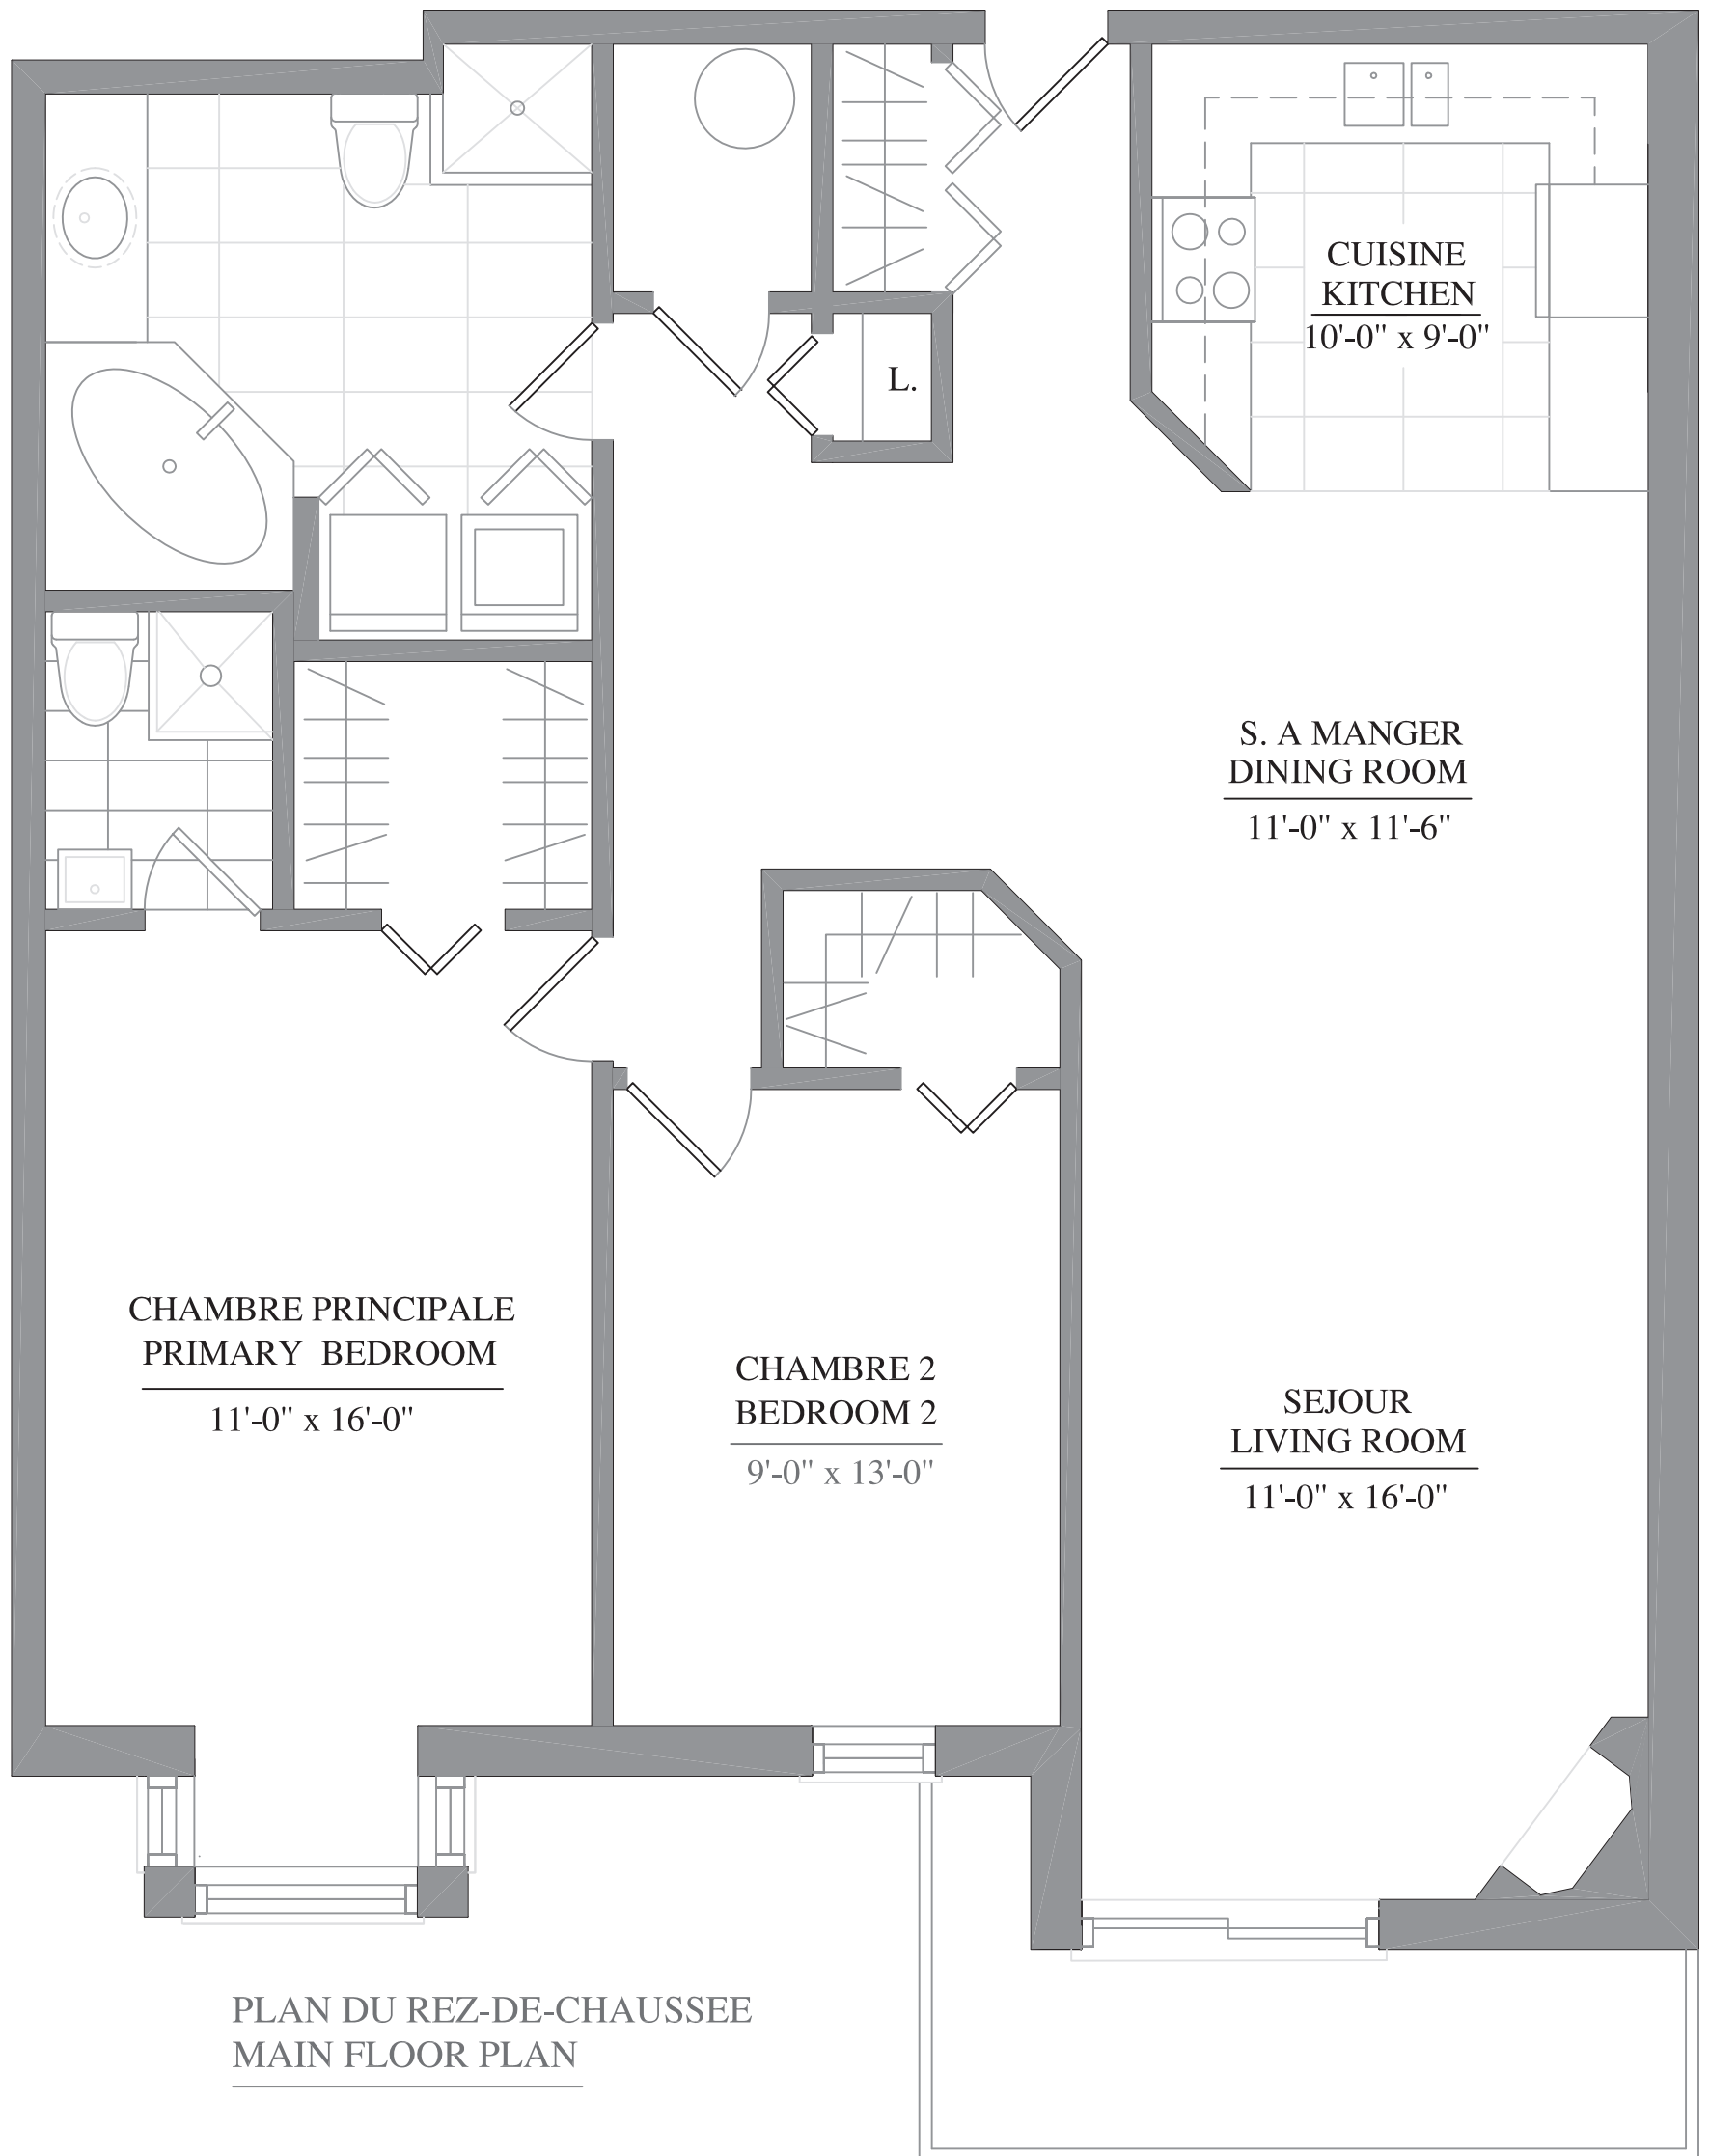 CUISINE
KITCHEN
10'-0" x 9'-0"
L.
S. A MANGER
DINING ROOM
11'-0" x 11'-6"
CHAMBRE PRINCIPALE
PRIMARY BEDROOM
11'-0" x 16'-0"
CHAMBRE 2
BEDROOM 2
9'-0" x 13'-0"
SEJOUR
LIVING ROOM
11'-0" x 16'-0"
PLAN DU REZ-DE-CHAUSSEE
MAIN FLOOR PLAN